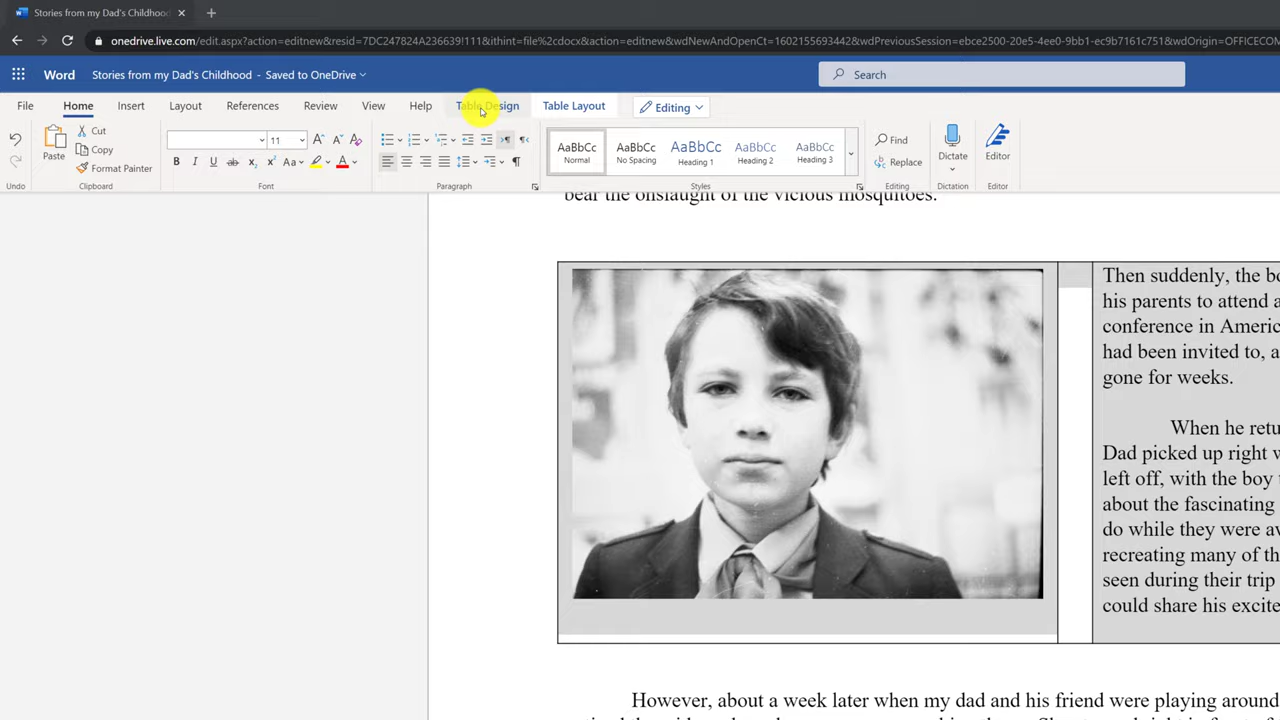 Stories from my Dad's Childhood
onedrive.live.com/edit.aspx?action=editnew&resid=7DC247824A236639!111&ithint=file%2cdocx&action=editnew&wdNewAndOpenCt=1602155693442&wdPreviousSession=ebce2500-20e5-4ee0-9bb1-ec9b7161c751&wdOrigin=OFFICECOM
Word Stories from my Dad's Childhood - Saved to OneDrive Search
File Home Insert Layout References Review View Help Table Design Table Layout Editing
Cut
Copy
Paste
Format Painter
11
AaBbCc AaBbCc AaBbCc AaBbCc AaBbCc
Normal No Spacing Heading 1 Heading 2 Heading 3
Find
Replace
Dictate
Editor
Undo Clipboard Font Paragraph Styles Editing Dictation Editor
bear the onslaught of the vicious mosquitoes.
Then suddenly, the bo
his parents to attend a
conference in Americ
had been invited to, a
gone for weeks.
When he retu
Dad picked up right w
left off, with the boy t
about the fascinating
do while they were aw
recreating many of th
seen during their trip
could share his excite
However, about a week later when my dad and his friend were playing around